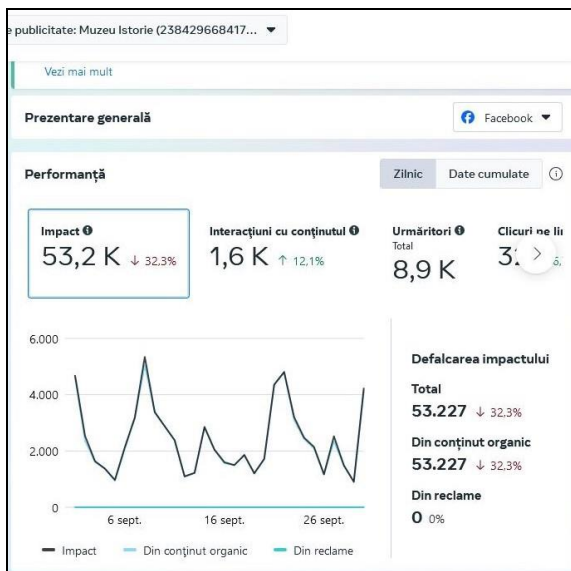 e publicitate: Muzeu Istorie (238429668417...
Vezi mai mult
Prezentare generală
Facebook
Performanță
Zilnic
Date cumulate
Impact
53,2 K ↓ 32,3%
Interacțiuni cu conținutul
1,6 K ↑ 12,1%
Urmăritori
Total
8,9 K
Clicuri pe lin
6.000
4.000
2.000
0
6 sept.
16 sept.
26 sept.
Impact
Din conținut organic
Din reclame
Defalcarea impactului
Total
53.227 ↓ 32,3%
Din conținut organic
53.227 ↓ 32,3%
Din reclame
0 0%